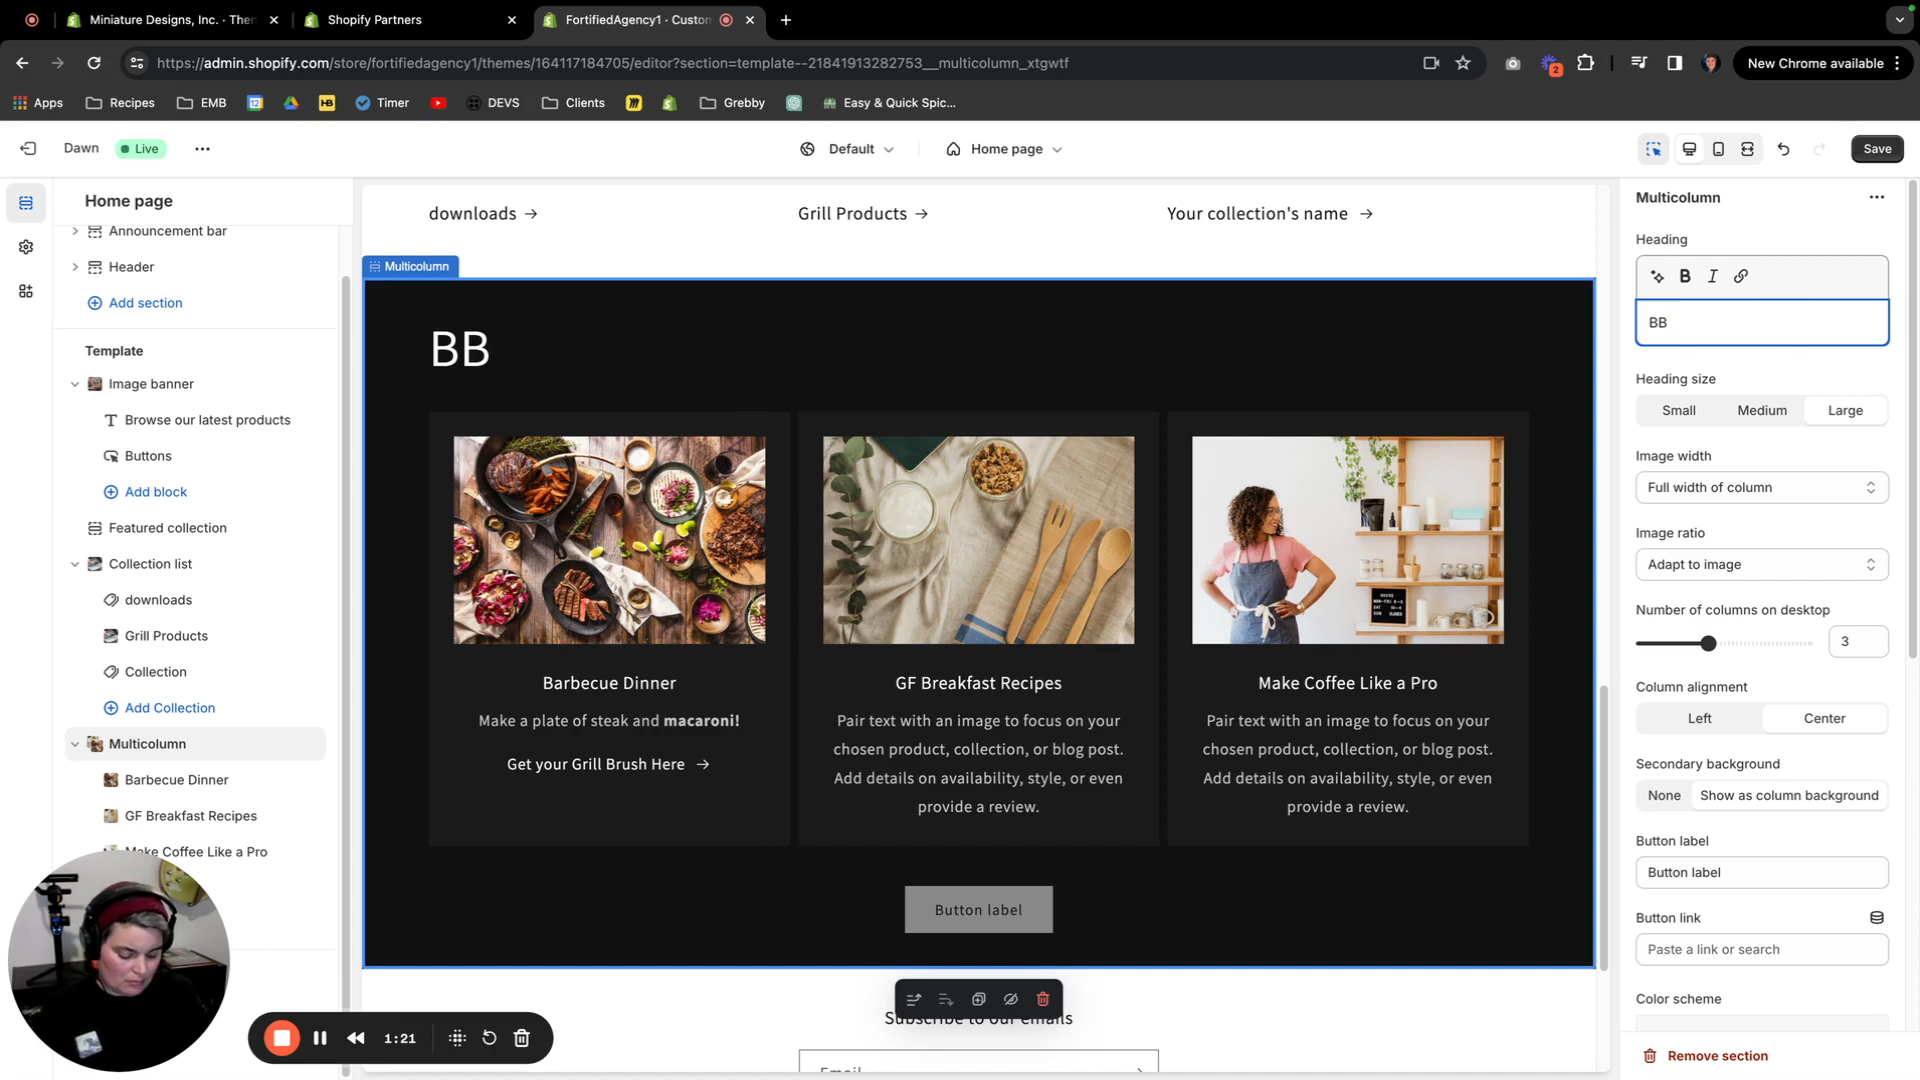 Miniature Designs, Inc. · Then
Shopify Partners
FortifiedAgency1 · Custon
https://admin.shopify.com/store/fortifiedagency1/themes/164117184705/editor?section=template--21841913282753__multicolumn_xtgwtf
2
New Chrome available
Apps
Recipes
EMB
12
HB
Timer
DEVS
Clients
Grebby
Easy & Quick Spic...
Dawn
Live
Default
Home page
Save
Home page
Announcement bar
Header
Add section
Template
Image banner
Browse our latest products
Buttons
Add block
Featured collection
Collection list
downloads
Grill Products
Collection
Add Collection
Multicolumn
Barbecue Dinner
GF Breakfast Recipes
Make Coffee Like a Pro
1:21
downloads →
Grill Products →
Your collection's name →
Multicolumn
BB
Barbecue Dinner
Make a plate of steak and macaroni!
Get your Grill Brush Here →
GF Breakfast Recipes
Pair text with an image to focus on your
chosen product, collection, or blog post.
Add details on availability, style, or even
provide a review.
Make Coffee Like a Pro
Pair text with an image to focus on your
chosen product, collection, or blog post.
Add details on availability, style, or even
provide a review.
Button label
Subscribe to our emails
Email
Multicolumn
Heading
B I
BB
Heading size
Small
Medium
Large
Image width
Full width of column
Image ratio
Adapt to image
Number of columns on desktop
3
Column alignment
Left
Center
Secondary background
None
Show as column background
Button label
Button label
Button link
Paste a link or search
Color scheme
Remove section